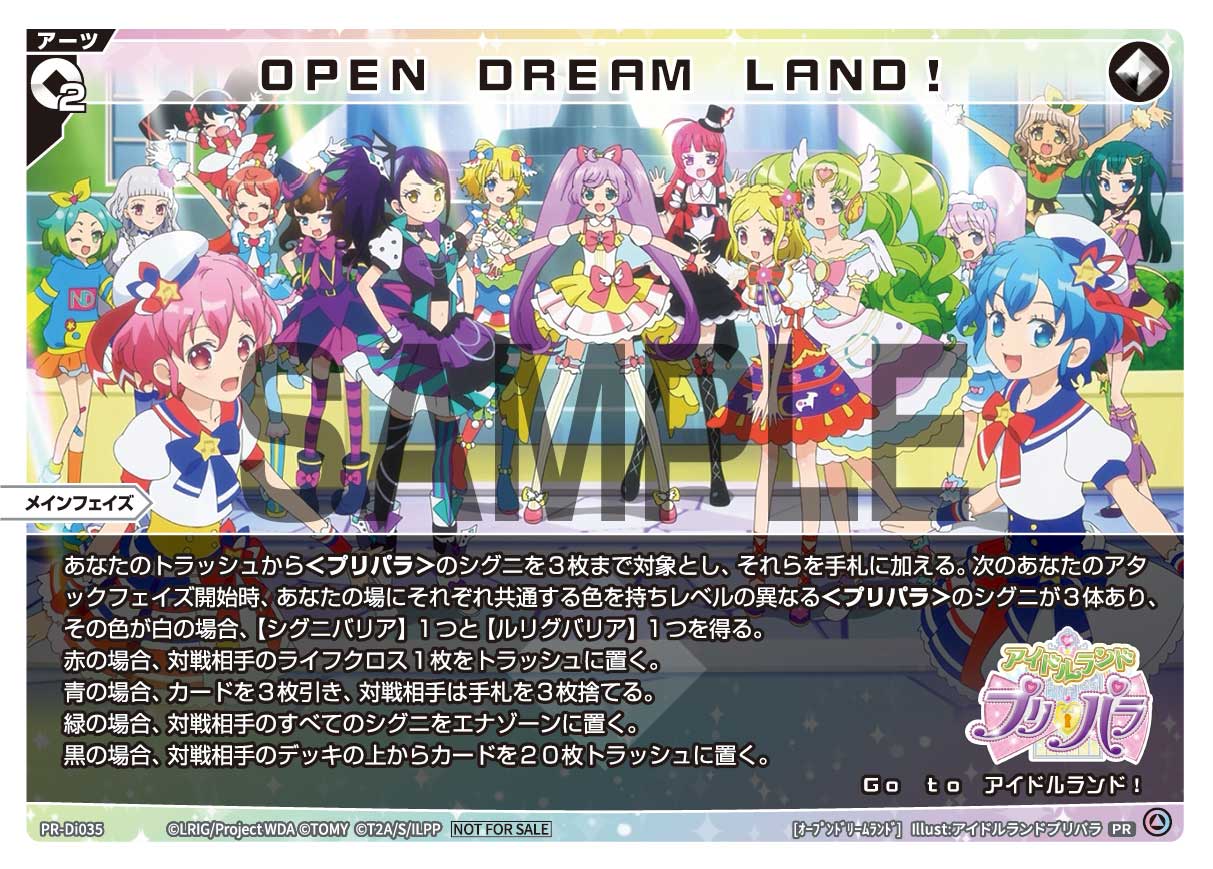 アーツ
2
OPEN DREAM LAND!
ND
SAMPLE
メインフェイズ
あなたのトラッシュから<プリパラ>のシグニを3枚まで対象とし、それらを手札に加える。次のあなたのアタ
ックフェイズ開始時、あなたの場にそれぞれ共通する色を持ちレベルの異なる<プリパラ>のシグニが3体あり、
その色が白の場合、【シグニバリア】1つと【ルリグバリア】1つを得る。
赤の場合、対戦相手のライフクロス1枚をトラッシュに置く。
青の場合、カードを3枚引き、対戦相手は手札を3枚捨てる。
緑の場合、対戦相手のすべてのシグニをエナゾーンに置く。
黒の場合、対戦相手のデッキの上からカードを20枚トラッシュに置く。
アイドルランド
プリパラ
Go to アイドルランド!
PR-Di035 ©LRIG/Project WDA ©TOMY ©T2A/S/ILPP NOT FOR SALE [ｵｰﾌﾟﾝﾄﾞﾘｰﾑﾗﾝﾄﾞ] Illust:アイドルランドプリパラ PR